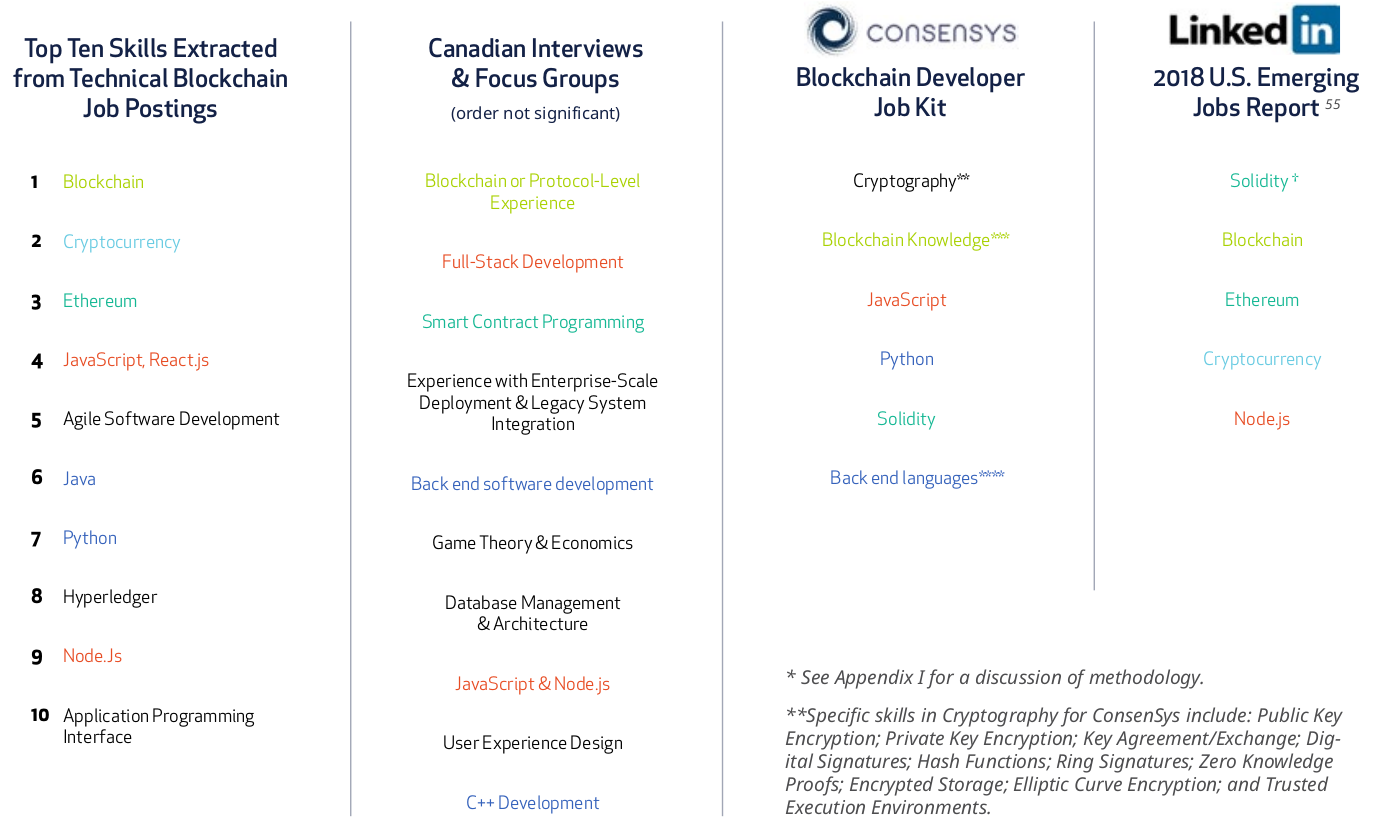 Top Ten Skills Extracted
from Technical Blockchain
Job Postings
1 Blockchain
2 Cryptocurrency
3 Ethereum
4 JavaScript, React.js
5 Agile Software Development
6 Java
7 Python
8 Hyperledger
9 Node.Js
10 Application Programming
Interface
Canadian Interviews
& Focus Groups
(order not significant)
Blockchain or Protocol-Level
Experience
Full-Stack Development
Smart Contract Programming
Experience with Enterprise-Scale
Deployment & Legacy System
Integration
Back end software development
Game Theory & Economics
Database Management
& Architecture
JavaScript & Node.js
User Experience Design
C++ Development
CONSENSYS
Blockchain Developer
Job Kit
Cryptography**
Blockchain Knowledge***
JavaScript
Python
Solidity
Back end languages****
Linked in
2018 U.S. Emerging
Jobs Report 55
Solidity †
Blockchain
Ethereum
Cryptocurrency
Node.js
* See Appendix I for a discussion of methodology.
**Specific skills in Cryptography for ConsenSys include: Public Key
Encryption; Private Key Encryption; Key Agreement/Exchange; Dig-
ital Signatures; Hash Functions; Ring Signatures; Zero Knowledge
Proofs; Encrypted Storage; Elliptic Curve Encryption; and Trusted
Execution Environments.